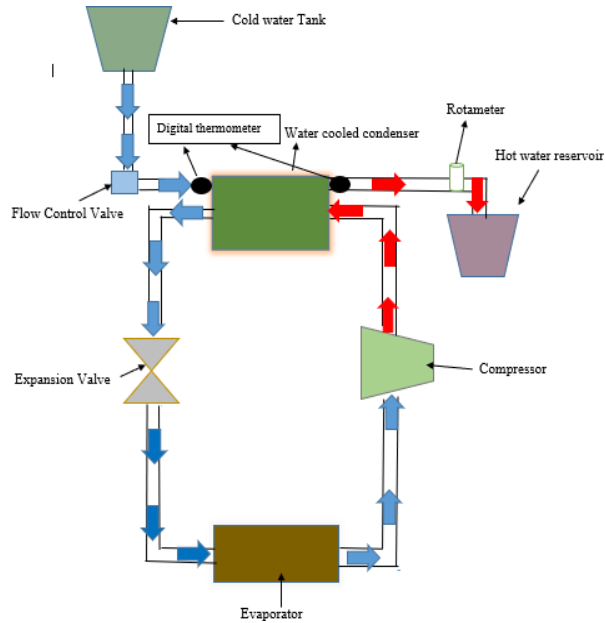 Cold water Tank
Digital thermometer
Water cooled condenser
Rotameter
Hot water reservoir
Flow Control Valve
Expansion Valve
Compressor
Evaporator